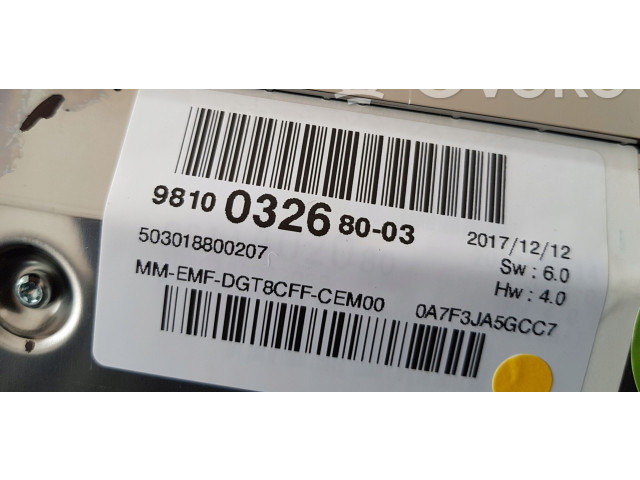 9810 0326 80-03
2017/12/12
503018800207
Sw : 6.0
MM-EMF-DGT8CFF-CEM00
Hw : 4.0
0A7F3JA5GCC7